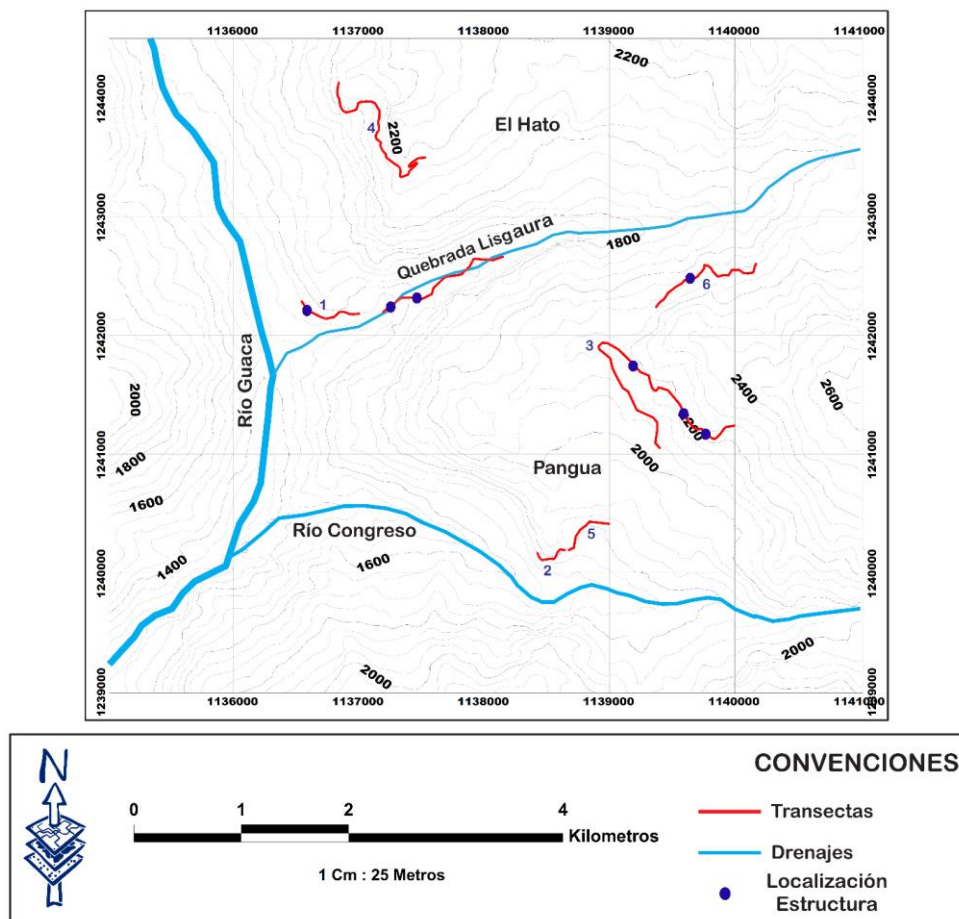 1136000 1137000 1138000 1139000 1140000 1141000
2200
1244000
1244000
El Hato
4
2200
1243000
1243000
Quebrada Lisgaura
1800
6
1
1242000
1242000
3
Río Guaca
2000
2400
2600
2200
2000
1241000
1241000
1800
Pangua
1600
Río Congreso
5
1600
2
1400
1240000
1240000
2000
2000
1239000
1239000
1136000 1137000 1138000 1139000 1140000 1141000
N
CONVENCIONES
0 1 2 4
Kilometros
1 Cm : 25 Metros
Transectas
Drenajes
Localización
Estructura